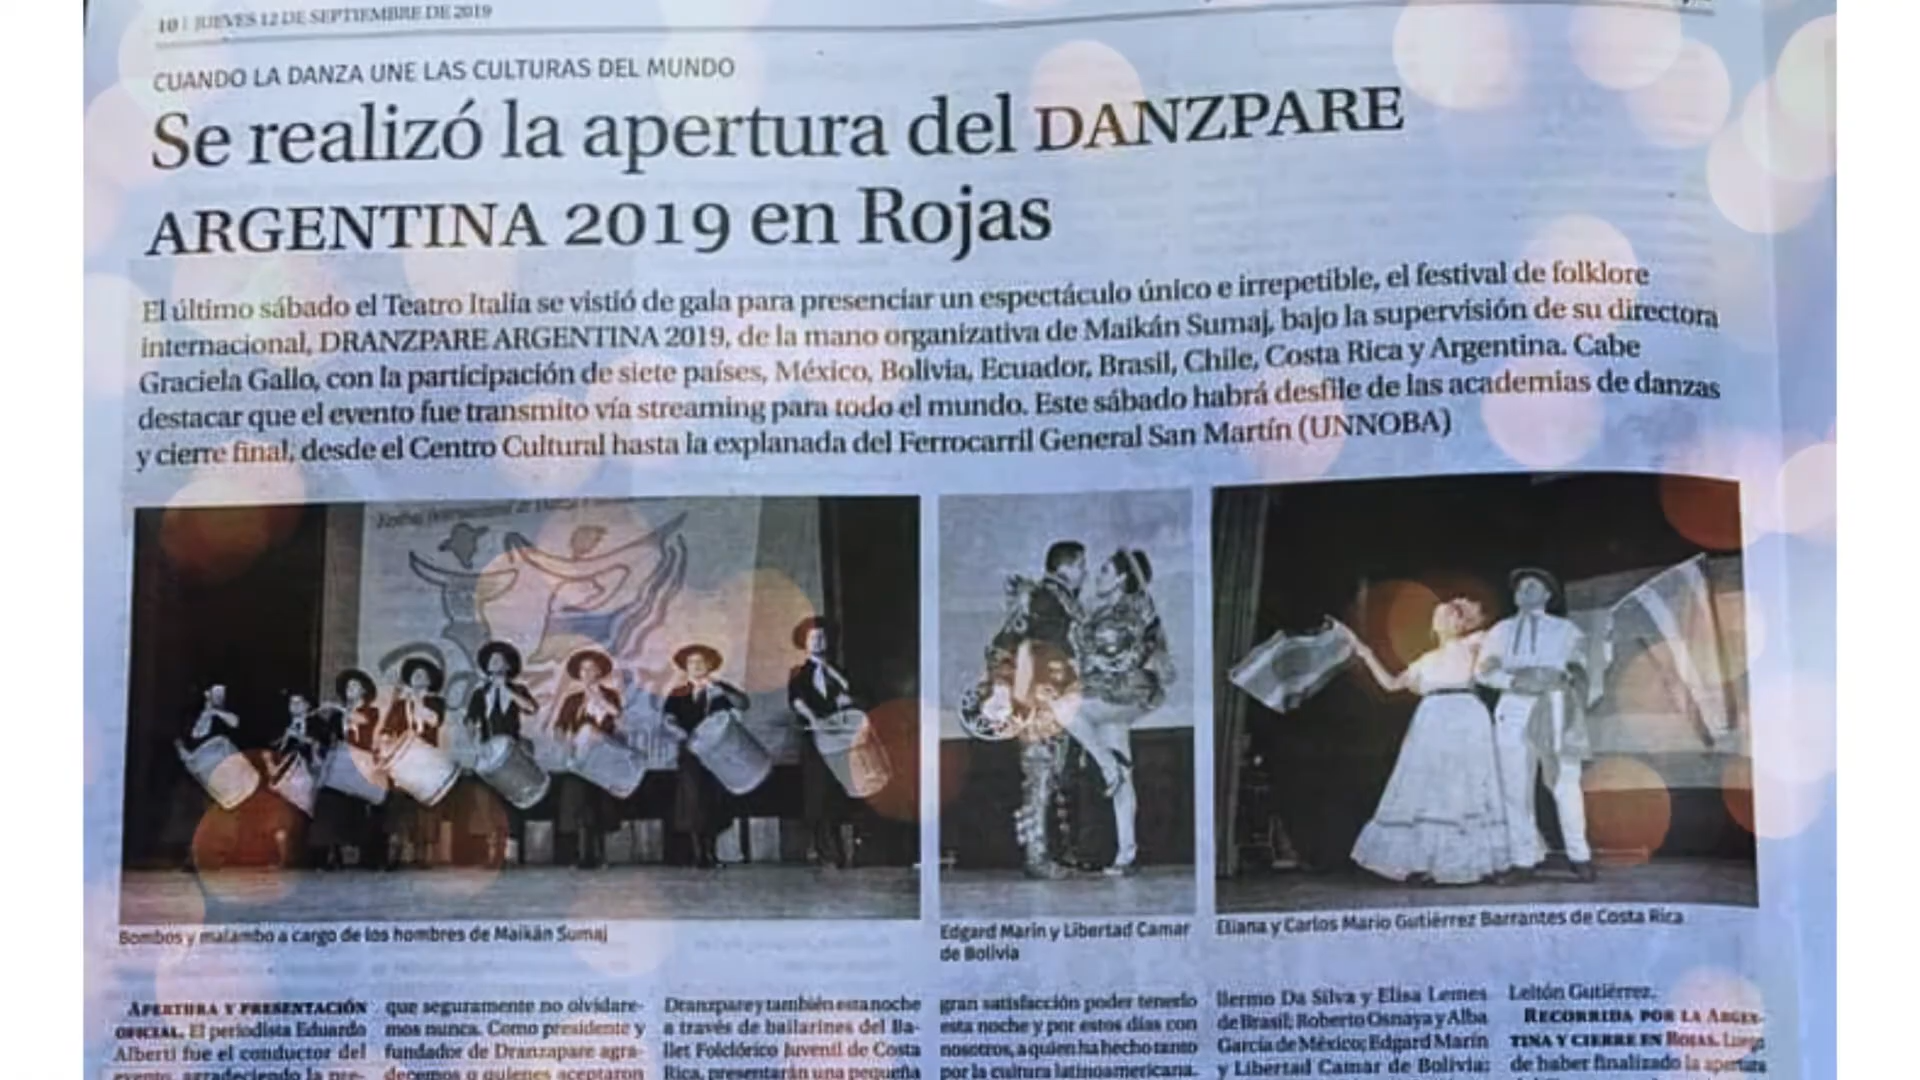 10 | JUEVES 12 DE SEPTIEMBRE DE 2019
CUANDO LA DANZA UNE LAS CULTURAS DEL MUNDO
Se realizó la apertura del DANZPARE
ARGENTINA 2019 en Rojas
El último sábado el Teatro Italia se vistió de gala para presenciar un espectáculo único e irrepetible, el festival de folklore
internacional, DRANZPARE ARGENTINA 2019, de la mano organizativa de Maikán Sumaj, bajo la supervisión de su directora
Graciela Gallo, con la participación de siete países, México, Bolivia, Ecuador, Brasil, Chile, Costa Rica y Argentina. Cabe
destacar que el evento fue transmito vía streaming para todo el mundo. Este sábado habrá desfile de las academias de danzas
y cierre final, desde el Centro Cultural hasta la explanada del Ferrocarril General San Martín (UNNOBA)
Bombos y malambo a cargo de los hombres de Maikán Sumaj
Edgard Marin y Libertad Camar
de Bolivia
Eliana y Carlos Mario Gutiérrez Barrantes de Costa Rica
APERTURA Y PRESENTACIÓN
OFICIAL. El periodista Eduardo
Alberti fue el conductor del
evento, agradeciendo la pre-
que seguramente no olvidare-
mos nunca. Como presidente y
fundador de Dranzapare agra-
decemos a quienes aceptaron
Dranzpare y también esta noche
a través de bailarines del Ba-
llet Folclórico Juvenil de Costa
Rica, presentarán una pequeña
gran satisfacción poder tenerlo
esta noche y por estos días con
nosotros, a quien ha hecho tanto
por la cultura latinoamericana.
llermo Da Silva y Elisa Lemes
de Brasil; Roberto Osnaya y Alba
García de México; Edgard Marin
y Libertad Camar de Bolivia;
Leitón Gutiérrez.
RECORRIDA POR LA ARGEN-
TINA Y CIERRE EN ROJAS. Luego
de haber finalizado la apertura